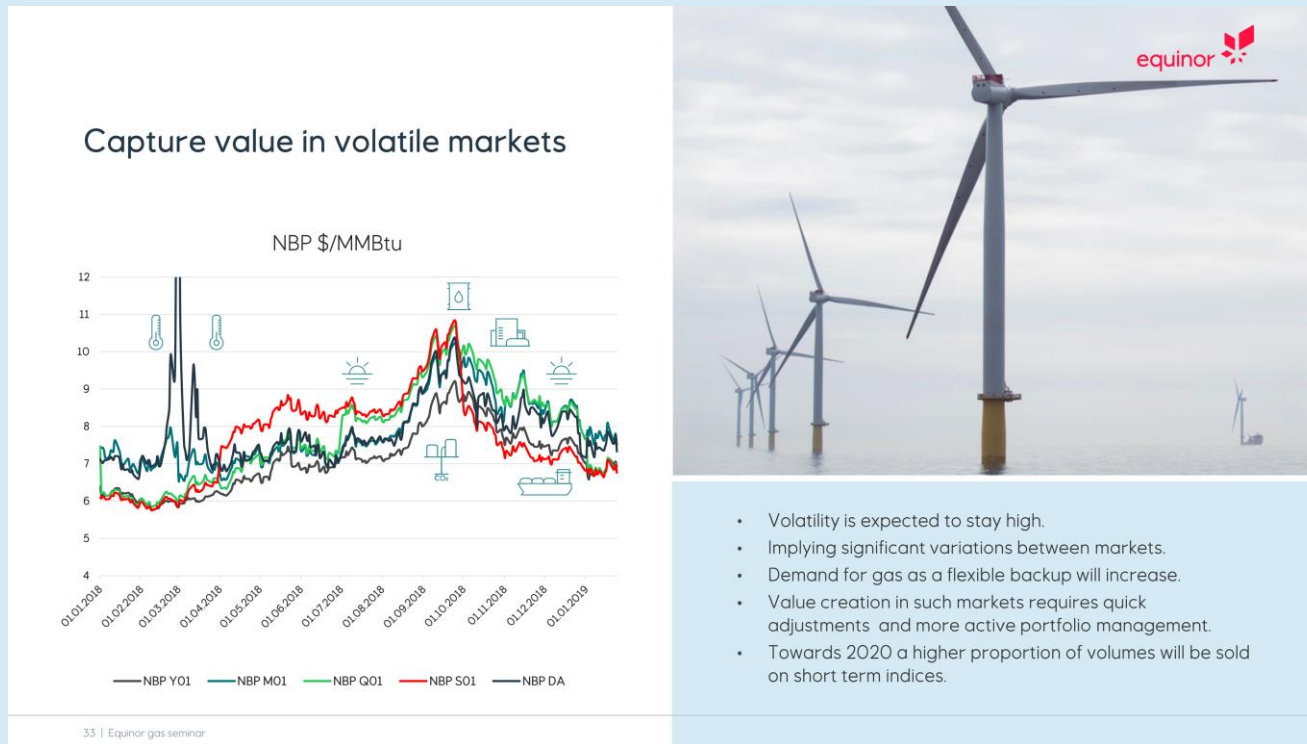 equinor
Capture value in volatile markets
NBP $/MMBtu
12
11
10
9
8
7
6
5
4
CO₂
01.01.2018
01.02.2018
01.03.2018
01.04.2018
01.05.2018
01.06.2018
01.07.2018
01.08.2018
01.09.2018
01.10.2018
01.11.2018
01.12.2018
01.01.2019
NBP Y01 NBP M01 NBP Q01 NBP S01 NBP DA
• Volatility is expected to stay high.
• Implying significant variations between markets.
• Demand for gas as a flexible backup will increase.
• Value creation in such markets requires quick
adjustments and more active portfolio management.
• Towards 2020 a higher proportion of volumes will be sold
on short term indices.
33 | Equinor gas seminar